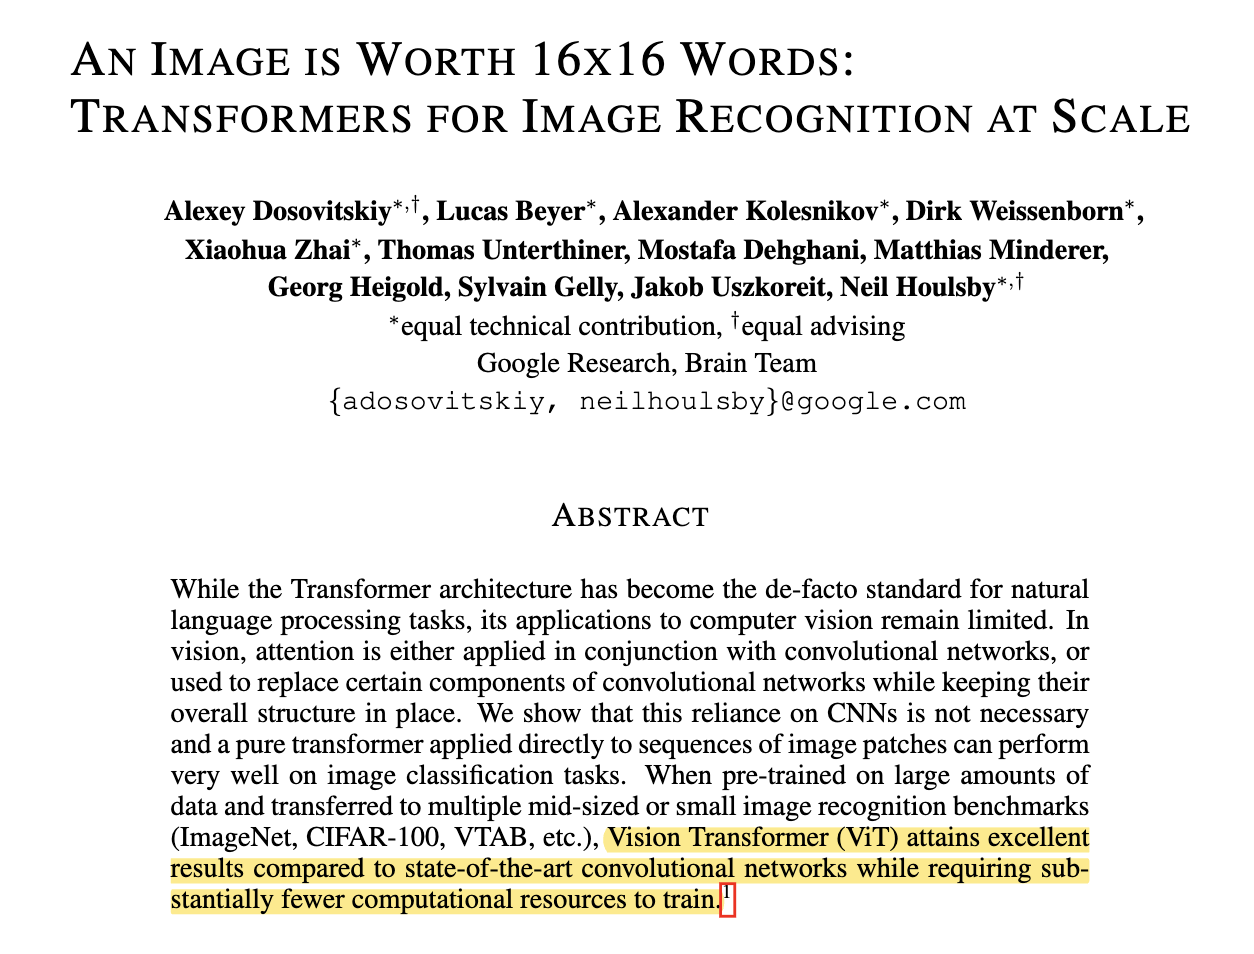 AN IMAGE IS WORTH 16X16 WORDS:
TRANSFORMERS FOR IMAGE RECOGNITION AT SCALE
Alexey Dosovitskiy*,†, Lucas Beyer*, Alexander Kolesnikov*, Dirk Weissenborn*,
Xiaohua Zhai*, Thomas Unterthiner, Mostafa Dehghani, Matthias Minderer,
Georg Heigold, Sylvain Gelly, Jakob Uszkoreit, Neil Houlsby*,†
*equal technical contribution, †equal advising
Google Research, Brain Team
{adosovitskiy, neilhoulsby}@google.com
ABSTRACT
While the Transformer architecture has become the de-facto standard for natural
language processing tasks, its applications to computer vision remain limited. In
vision, attention is either applied in conjunction with convolutional networks, or
used to replace certain components of convolutional networks while keeping their
overall structure in place. We show that this reliance on CNNs is not necessary
and a pure transformer applied directly to sequences of image patches can perform
very well on image classification tasks. When pre-trained on large amounts of
data and transferred to multiple mid-sized or small image recognition benchmarks
(ImageNet, CIFAR-100, VTAB, etc.), Vision Transformer (ViT) attains excellent
results compared to state-of-the-art convolutional networks while requiring sub-
stantially fewer computational resources to train.1